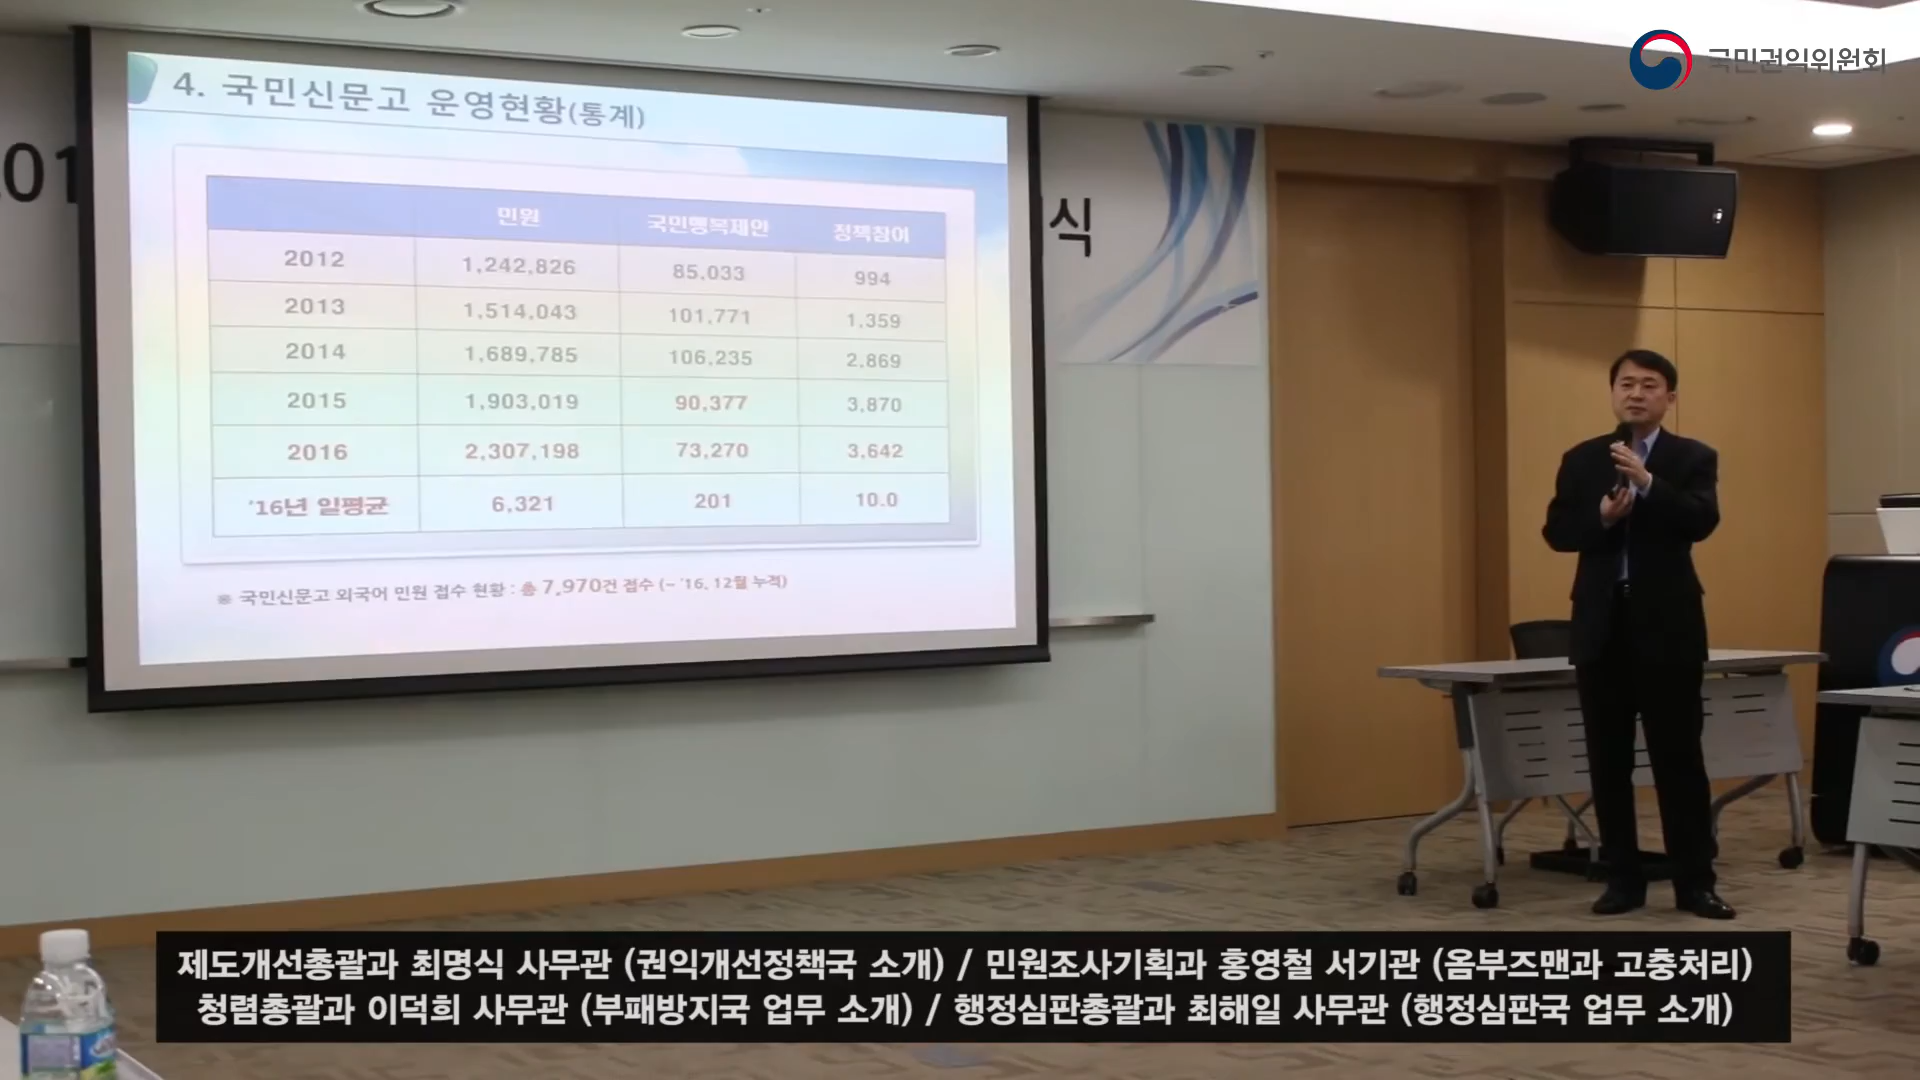 국민권익위원회
4. 국민신문고 운영현황(통계)
민원 국민행복제안 정책참여
2012 1,242,826 85,033 994
2013 1,514,043 101,771 1,359
2014 1,689,785 106,235 2,869
2015 1,903,019 90,377 3,870
2016 2,307,198 73,270 3,642
'16년 일평균 6,321 201 10.0
※ 국민신문고 외국어 민원 접수 현황 : 총 7,970건 접수 (~ '16. 12월 누적)
식
제도개선총괄과 최명식 사무관 (권익개선정책국 소개) / 민원조사기획과 홍영철 서기관 (옴부즈맨과 고충처리)
청렴총괄과 이덕희 사무관 (부패방지국 업무 소개) / 행정심판총괄과 최해일 사무관 (행정심판국 업무 소개)